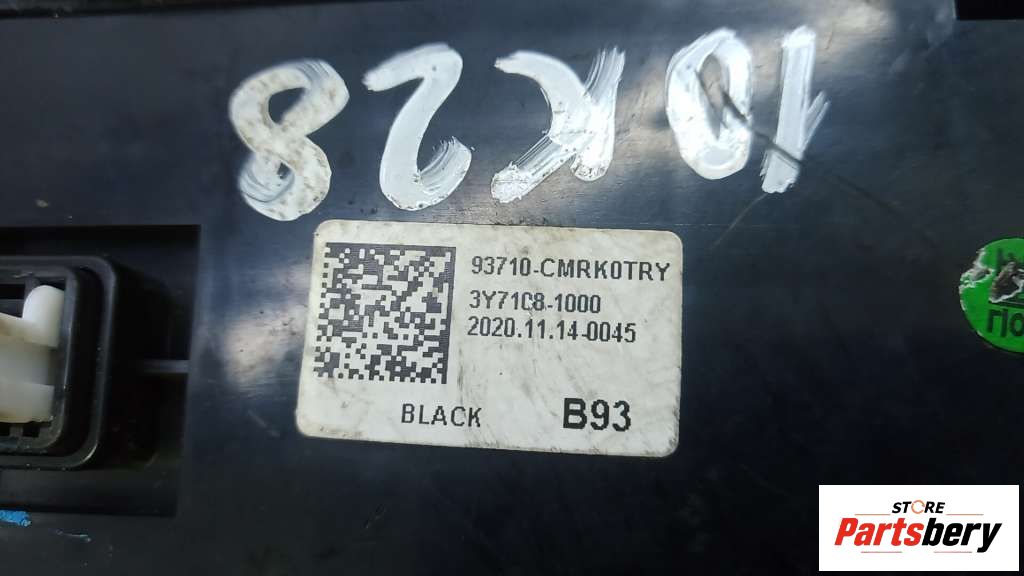 10K28
93710-CMRK0TRY
3Y71C8-1000
2020.11.14-0045
BLACK B93
STORE
Partsbery